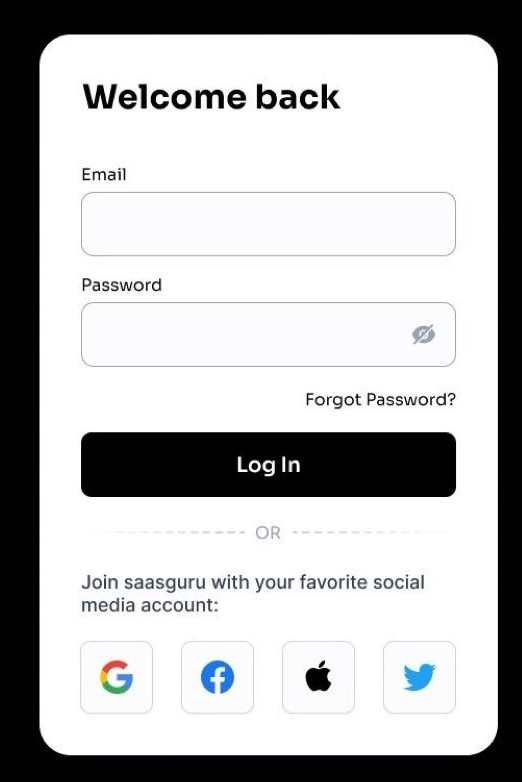 Welcome back
Email
Password
Forgot Password?
Log In
OR
Join saasguru with your favorite social
media account: